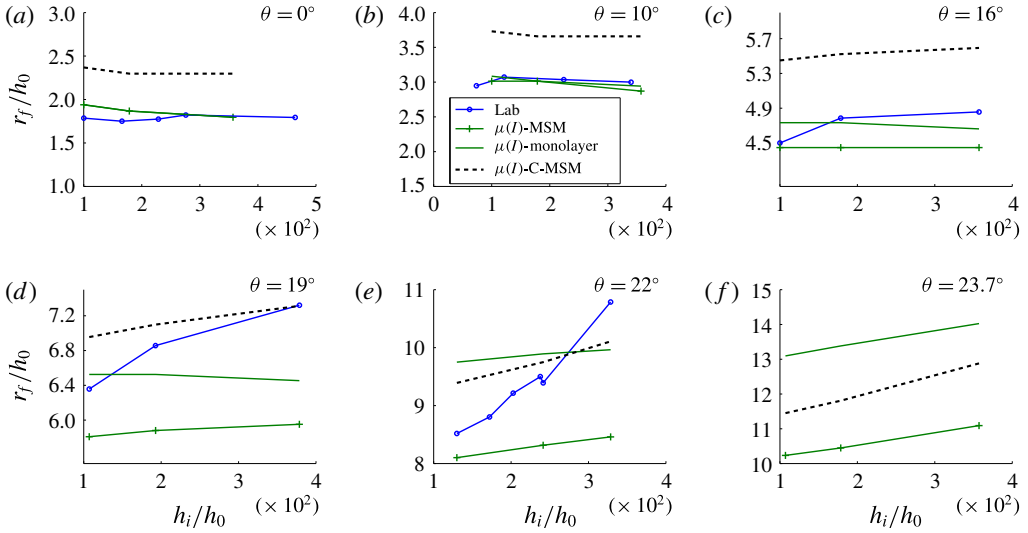 (a) θ = 0°
(b) θ = 10°
(c) θ = 16°
r_f/h_0
3.0
2.5
2.0
1.5
1.0
1 2 3 4 5
(× 10²)
4.0
3.5
3.0
2.5
2.0
1.5
0 1 2 3 4
(× 10²)
Lab
μ(I)-MSM
μ(I)-monolayer
μ(I)-C-MSM
5.7
5.3
4.9
4.5
1 2 3 4
(× 10²)
(d) θ = 19°
(e) θ = 22°
(f) θ = 23.7°
r_f/h_0
7.2
6.8
6.4
6.0
1 2 3 4
(× 10²)
h_i/h_0
11
10
9
8
1 2 3 4
(× 10²)
h_i/h_0
15
14
13
12
11
10
1 2 3 4
(× 10²)
h_i/h_0